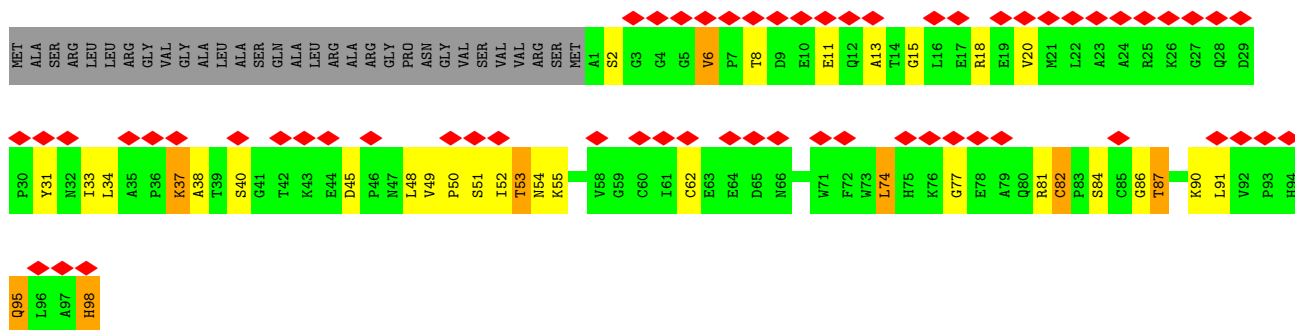 MET ALA SER ARG LEU LEU ARG GLY VAL GLY ALA LEU ALA SER GLN ALA LEU ARG ALA ARG GLY PRO ASN GLY VAL SER VAL VAL ARG SER MET A1 S2 G3 G4 G5 V6 P7 T8 D9 E10 E11 Q12 A13 T14 G15 L16 E17 R18 E19 V20 M21 L22 A23 A24 R25 K26 G27 Q28 D29
P30 Y31 N32 I33 L34 A35 P36 K37 A38 T39 S40 G41 T42 K43 E44 D45 P46 N47 L48 V49 P50 S51 I52 T53 N54 K55 V58 G59 C60 I61 C62 E63 E64 D65 N66 W71 F72 W73 L74 H75 K76 G77 E78 A79 Q80 R81 C82 P83 S84 C85 G86 T87 K90 L91 V92 P93 H94
Q95 L96 A97 H98